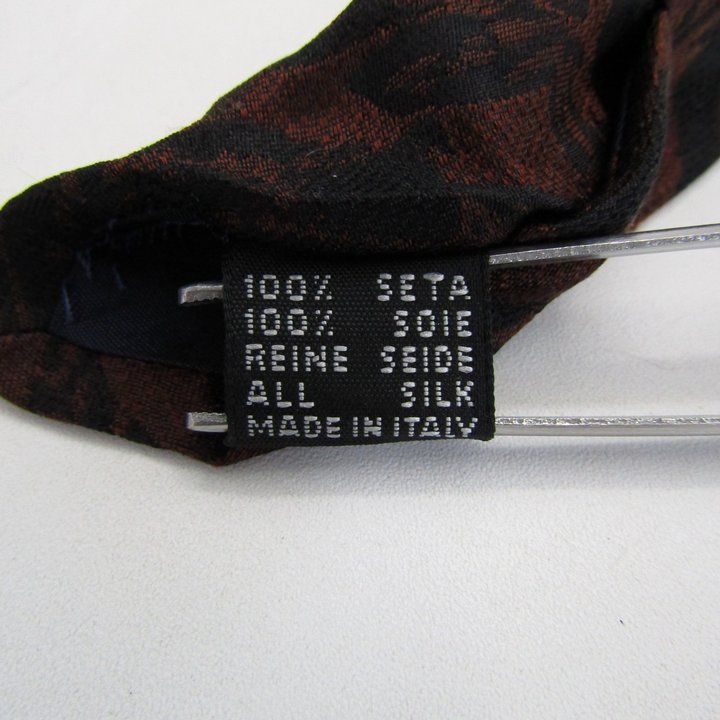 100% SETA
100% SOIE
REINE SEIDE
ALL SILK
MADE IN ITALY